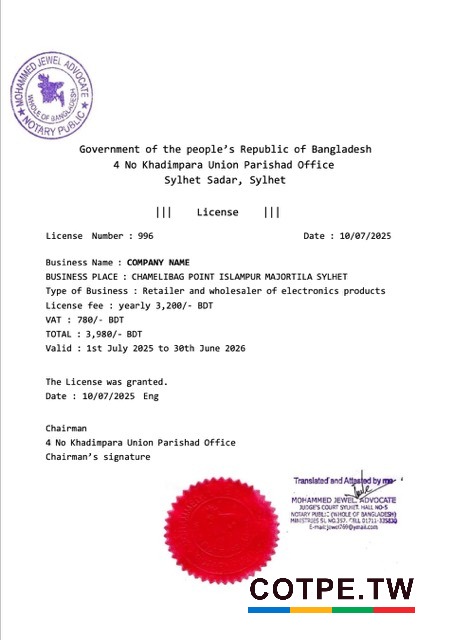 MOHAMMED JEWEL ADVOCATE
WHOLE OF BANGLADESH
NOTARY PUBLIC
Government of the people’s Republic of Bangladesh
4 No Khadimpara Union Parishad Office
Sylhet Sadar, Sylhet
||| License |||
License Number : 996 Date : 10/07/2025
Business Name : COMPANY NAME
BUSINESS PLACE : CHAMELIBAG POINT ISLAMPUR MAJORTILA SYLHET
Type of Business : Retailer and wholesaler of electronics products
License fee : yearly 3,200/- BDT
VAT : 780/- BDT
TOTAL : 3,980/- BDT
Valid : 1st July 2025 to 30th June 2026
The License was granted.
Date : 10/07/2025 Eng
Chairman
4 No Khadimpara Union Parishad Office
Chairman’s signature
Translated and Attested by me
MOHAMMED JEWEL ADVOCATE
JUDGE'S COURT SYLHET. HALL NO-5
NOTARY PUBLIC (WHOLE OF BANGLADESH)
MINISTRIES SL NO.357. CELL 01711-335830
E-mail:jewel769@ymail.com
COTPE.TW